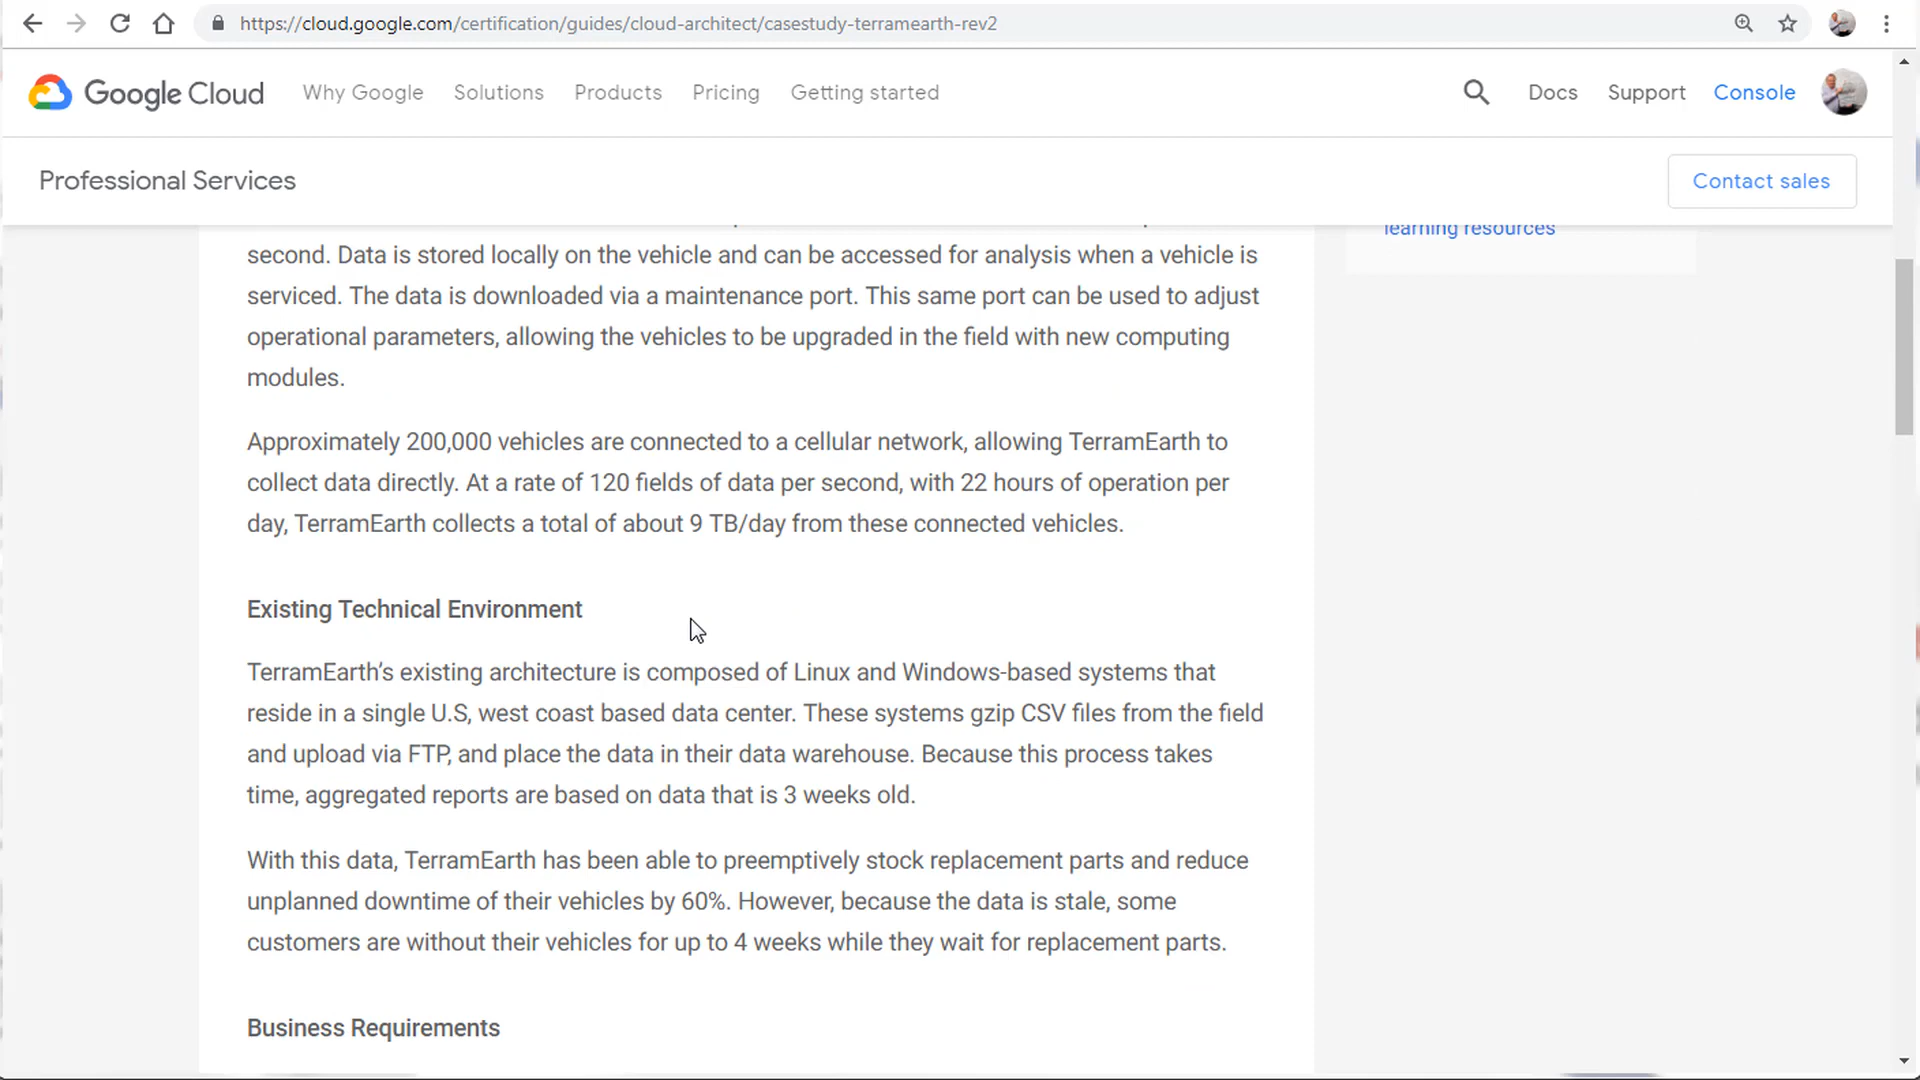 https://cloud.google.com/certification/guides/cloud-architect/casestudy-terramearth-rev2
Google Cloud Why Google Solutions Products Pricing Getting started Docs Support Console
Professional Services Contact sales
learning resources
second. Data is stored locally on the vehicle and can be accessed for analysis when a vehicle is
serviced. The data is downloaded via a maintenance port. This same port can be used to adjust
operational parameters, allowing the vehicles to be upgraded in the field with new computing
modules.
Approximately 200,000 vehicles are connected to a cellular network, allowing TerramEarth to
collect data directly. At a rate of 120 fields of data per second, with 22 hours of operation per
day, TerramEarth collects a total of about 9 TB/day from these connected vehicles.
Existing Technical Environment
TerramEarth’s existing architecture is composed of Linux and Windows-based systems that
reside in a single U.S, west coast based data center. These systems gzip CSV files from the field
and upload via FTP, and place the data in their data warehouse. Because this process takes
time, aggregated reports are based on data that is 3 weeks old.
With this data, TerramEarth has been able to preemptively stock replacement parts and reduce
unplanned downtime of their vehicles by 60%. However, because the data is stale, some
customers are without their vehicles for up to 4 weeks while they wait for replacement parts.
Business Requirements